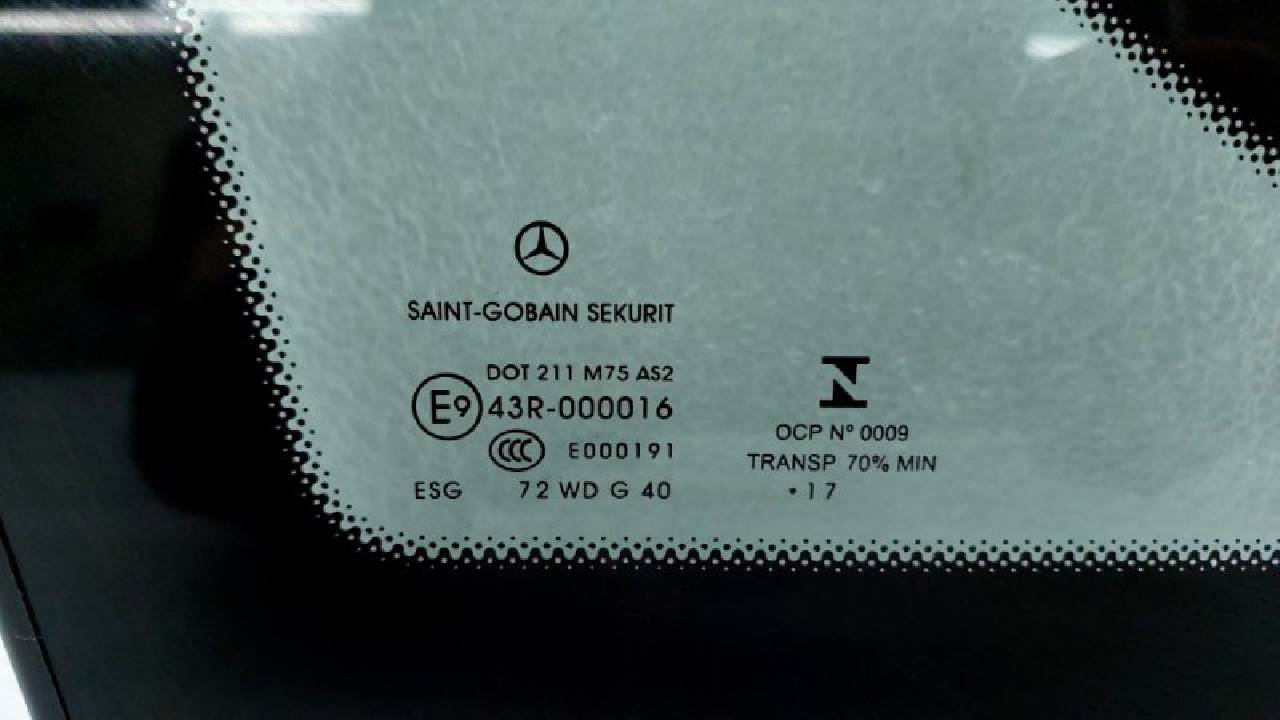 SAINT-GOBAIN SEKURIT
DOT 211 M75 AS2
E9 43R-000016
CCC E000191
ESG 72 WD G 40
OCP Nº 0009
TRANSP 70% MIN
• 17